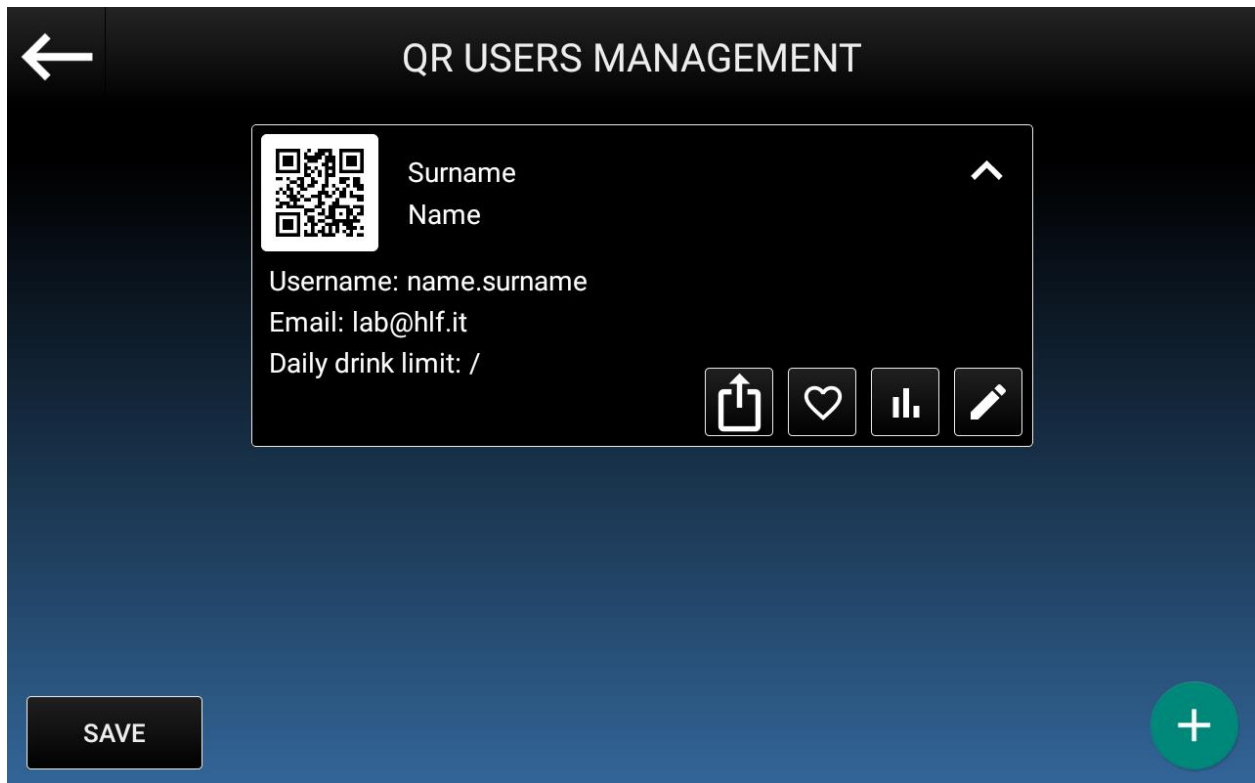 QR USERS MANAGEMENT
Surname
Name
Username: name.surname
Email: lab@hlf.it
Daily drink limit: /
SAVE